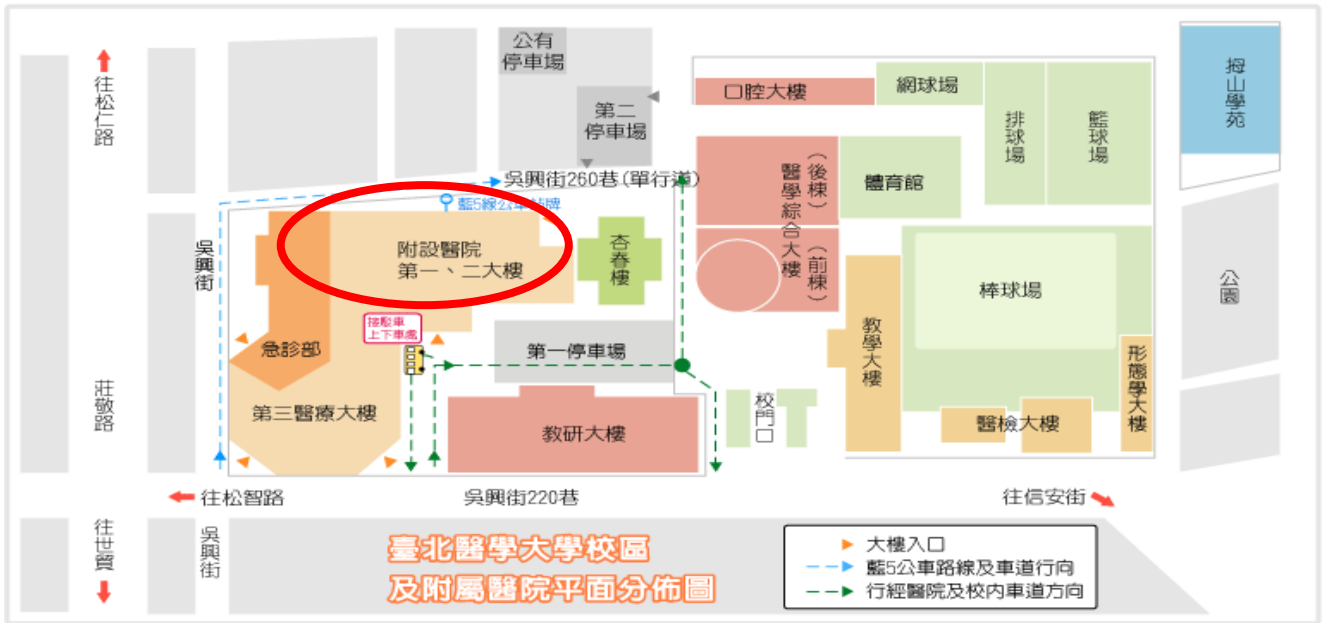 公有
停車場
往松仁路
第二
停車場
口腔大樓
網球場
排球場
籃球場
拇山學苑
吳興街260巷(單行道)
醫學綜合大樓
(後棟)
(前棟)
體育館
吳興街
附設醫院
第一、二大樓
杏春樓
棒球場
公園
接駁車
上下車處
急診部
第一停車場
教學大樓
形態學大樓
莊敬路
第三醫療大樓
教研大樓
校門口
醫檢大樓
往松智路
吳興街220巷
往信安街
往世貿
吳興街
臺北醫學大學校區
及附屬醫院平面分佈圖
大樓入口
藍5公車路線及車道行向
行經醫院及校內車道方向